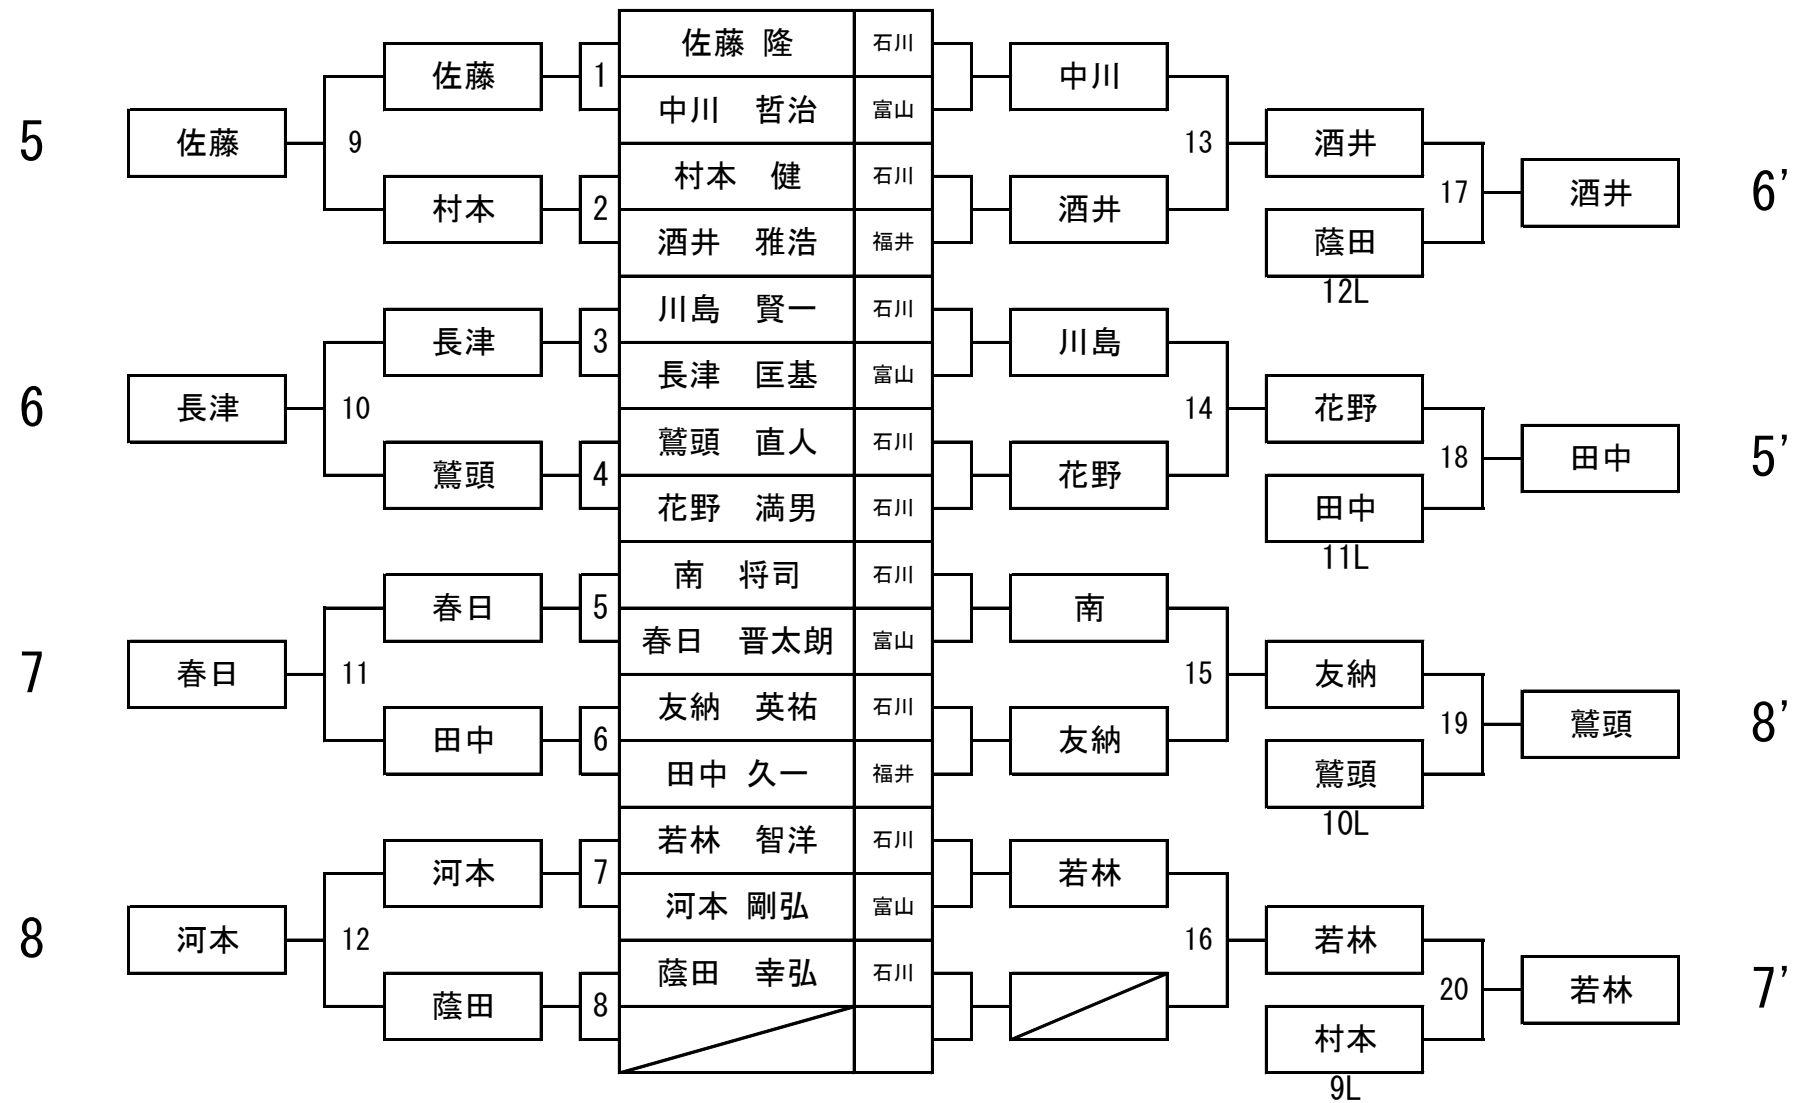 佐藤 隆 石川
佐藤 1 中川
中川 哲治 富山
5 佐藤 9 13 酒井
村本 健 石川
17 酒井 6’
村本 2 酒井
酒井 雅浩 福井 蔭田
12L
川島 賢一 石川
長津 3 川島
長津 匡基 富山
6 長津 10 14 花野
鷲頭 直人 石川
18 田中 5’
鷲頭 4 花野
花野 満男 石川 田中
11L
南 将司 石川
春日 5 南
春日 晋太朗 富山
7 春日 11 15 友納
友納 英祐 石川
19 鷲頭 8’
田中 6 友納
田中 久一 福井 鷲頭
10L
若林 智洋 石川
河本 7 若林
河本 剛弘 富山
8 河本 12 16 若林
蔭田 幸弘 石川
20 若林 7’
蔭田 8
村本
9L